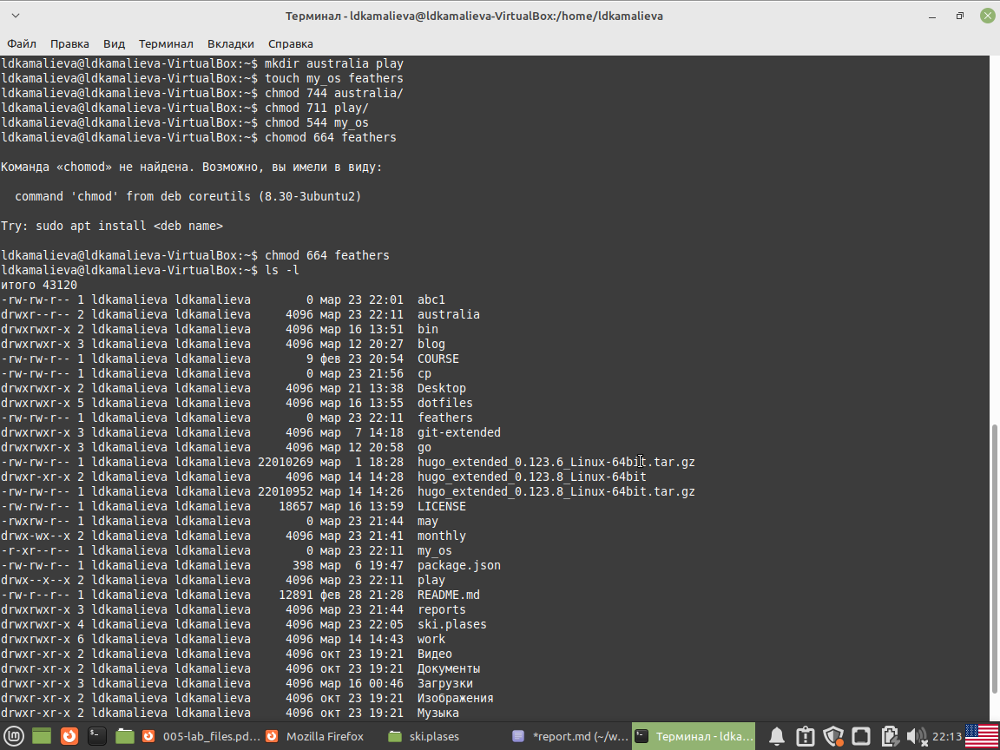 Терминал - ldkamalieva@ldkamalieva-VirtualBox:/home/ldkamalieva
Файл Правка Вид Терминал Вкладки Справка
ldkamalieva@ldkamalieva-VirtualBox:~$ mkdir australia play
ldkamalieva@ldkamalieva-VirtualBox:~$ touch my_os feathers
ldkamalieva@ldkamalieva-VirtualBox:~$ chmod 744 australia/
ldkamalieva@ldkamalieva-VirtualBox:~$ chmod 711 play/
ldkamalieva@ldkamalieva-VirtualBox:~$ chmod 544 my_os
ldkamalieva@ldkamalieva-VirtualBox:~$ chomod 664 feathers
Команда «chomod» не найдена. Возможно, вы имели в виду:
  command 'chmod' from deb coreutils (8.30-3ubuntu2)
Try: sudo apt install <deb name>
ldkamalieva@ldkamalieva-VirtualBox:~$ chmod 664 feathers
ldkamalieva@ldkamalieva-VirtualBox:~$ ls -l
итого 43120
-rw-rw-r-- 1 ldkamalieva ldkamalieva        0 мар 23 22:01  abc1
drwxr--r-- 2 ldkamalieva ldkamalieva     4096 мар 23 22:11  australia
drwxrwxr-x 2 ldkamalieva ldkamalieva     4096 мар 16 13:51  bin
drwxrwxr-x 3 ldkamalieva ldkamalieva     4096 мар 12 20:27  blog
-rw-rw-r-- 1 ldkamalieva ldkamalieva        9 фев 23 20:54  COURSE
-rw-rw-r-- 1 ldkamalieva ldkamalieva        0 мар 23 21:56  cp
drwxrwxr-x 2 ldkamalieva ldkamalieva     4096 мар 21 13:38  Desktop
drwxrwxr-x 5 ldkamalieva ldkamalieva     4096 мар 16 13:55  dotfiles
-rw-rw-r-- 1 ldkamalieva ldkamalieva        0 мар 23 22:11  feathers
drwxrwxr-x 3 ldkamalieva ldkamalieva     4096 мар  7 14:18  git-extended
drwxrwxr-x 3 ldkamalieva ldkamalieva     4096 мар 12 20:58  go
-rw-rw-r-- 1 ldkamalieva ldkamalieva 22010269 мар  1 18:28  hugo_extended_0.123.6_Linux-64bit.tar.gz
drwxr-xr-x 2 ldkamalieva ldkamalieva     4096 мар 14 14:28  hugo_extended_0.123.8_Linux-64bit
-rw-rw-r-- 1 ldkamalieva ldkamalieva 22010952 мар 14 14:26  hugo_extended_0.123.8_Linux-64bit.tar.gz
-rw-rw-r-- 1 ldkamalieva ldkamalieva    18657 мар 16 13:59  LICENSE
-rwxrw-r-- 1 ldkamalieva ldkamalieva        0 мар 23 21:44  may
drwx-wx--x 2 ldkamalieva ldkamalieva     4096 мар 23 21:41  monthly
-r-xr--r-- 1 ldkamalieva ldkamalieva        0 мар 23 22:11  my_os
-rw-rw-r-- 1 ldkamalieva ldkamalieva      398 мар  6 19:47  package.json
drwx--x--x 2 ldkamalieva ldkamalieva     4096 мар 23 22:11  play
-rw-r--r-- 1 ldkamalieva ldkamalieva    12891 фев 28 21:28  README.md
drwxrwxr-x 3 ldkamalieva ldkamalieva     4096 мар 23 21:44  reports
drwxrwxr-x 4 ldkamalieva ldkamalieva     4096 мар 23 22:05  ski.plases
drwxrwxr-x 6 ldkamalieva ldkamalieva     4096 мар 14 14:43  work
drwxr-xr-x 2 ldkamalieva ldkamalieva     4096 окт 23 19:21  Видео
drwxr-xr-x 2 ldkamalieva ldkamalieva     4096 окт 23 19:21  Документы
drwxr-xr-x 3 ldkamalieva ldkamalieva     4096 мар 16 00:46  Загрузки
drwxr-xr-x 2 ldkamalieva ldkamalieva     4096 окт 23 19:21  Изображения
drwxr-xr-x 2 ldkamalieva ldkamalieva     4096 окт 23 19:21  Музыка
005-lab_files.pd... Mozilla Firefox ski.plases *report.md (~/w... Терминал - ldka... 22:13